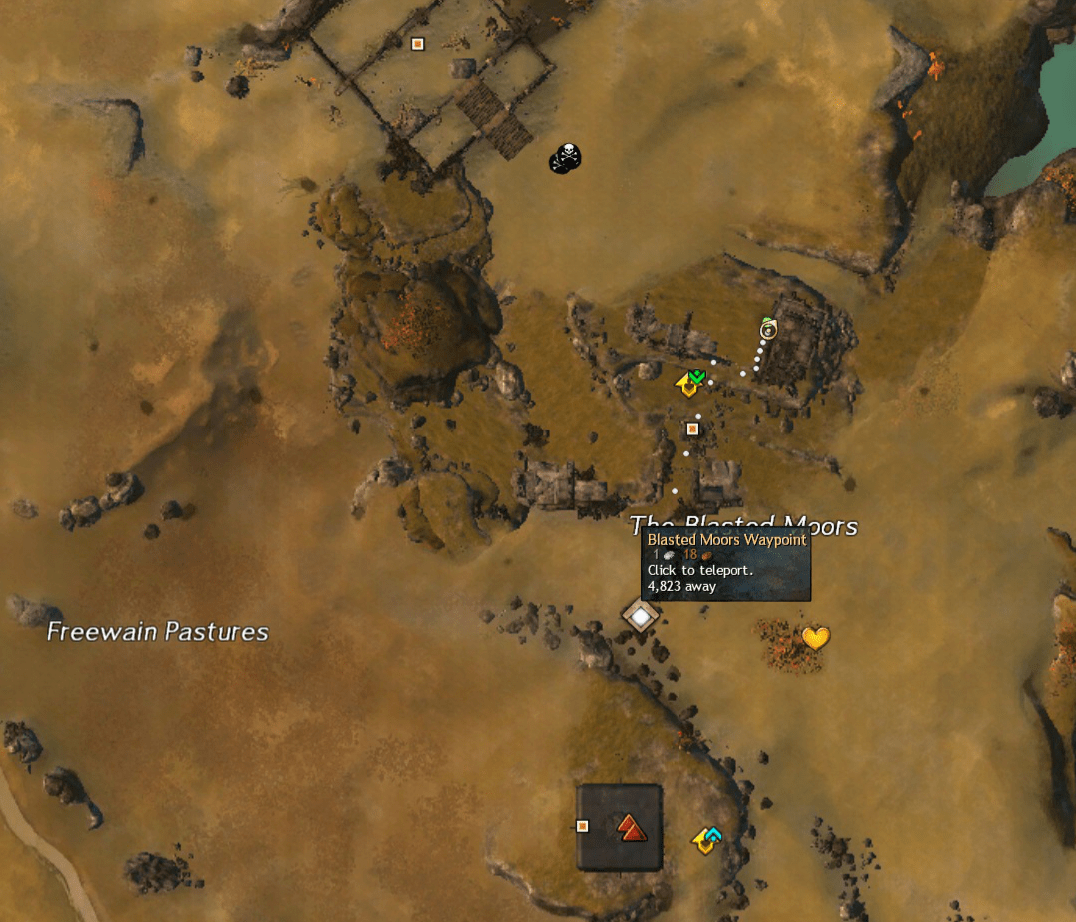 The Blasted Moors
Blasted Moors Waypoint
1 18
Click to teleport.
4,823 away
Freewain Pastures